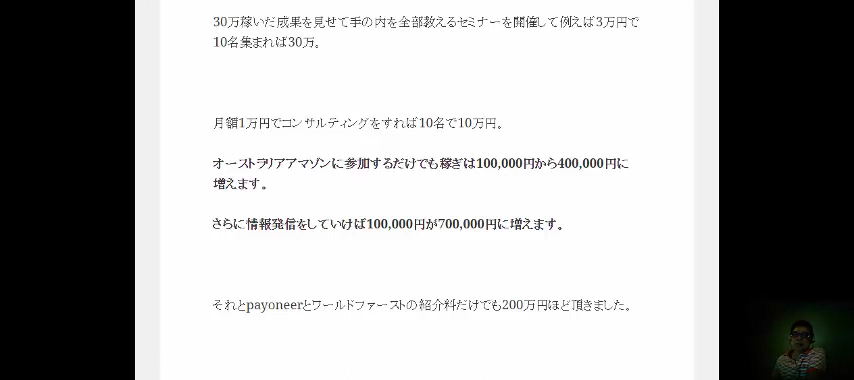 30万稼いだ成果を見せて手の内を全部教えるセミナーを開催して例えば3万円で
10名集まれば30万。
月額1万円でコンサルティングをすれば10名で10万円。
オーストラリアアマゾンに参加するだけでも稼ぎは100,000円から400,000円に
増えます。
さらに情報発信をしていけば100,000円が700,000円に増えます。
それとpayoneerとワールドファーストの紹介料だけでも200万円ほど頂きました。